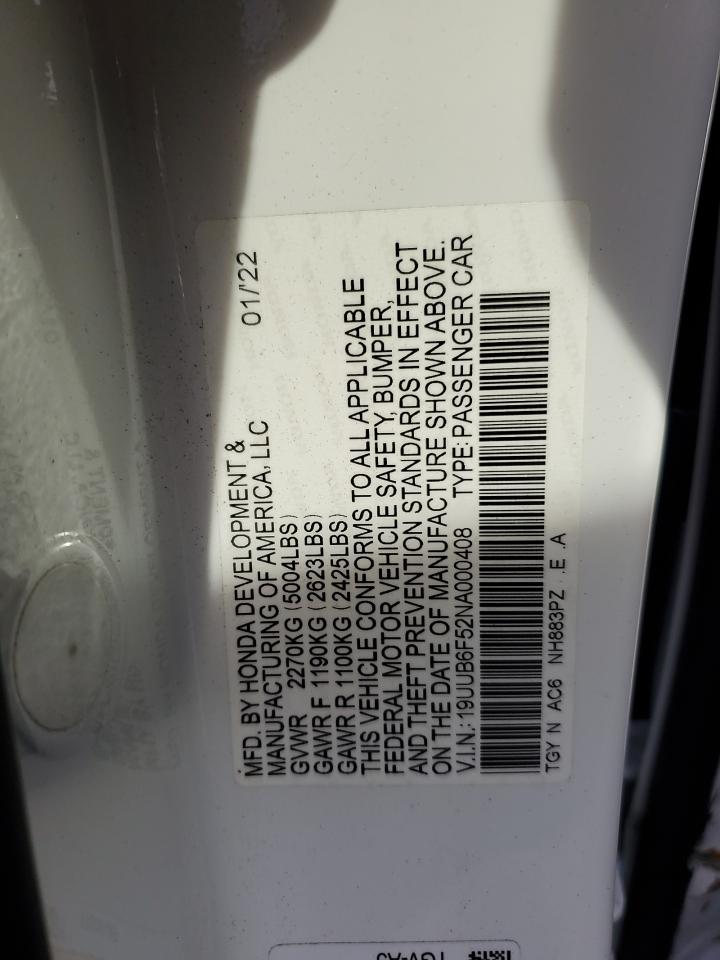 MFD. BY HONDA DEVELOPMENT & 01/'22
MANUFACTURING OF AMERICA, LLC
GVWR 2270KG (5004LBS)
GAWR F 1190KG (2623LBS)
GAWR R 1100KG (2425LBS)
THIS VEHICLE CONFORMS TO ALL APPLICABLE
FEDERAL MOTOR VEHICLE SAFETY, BUMPER,
AND THEFT PREVENTION STANDARDS IN EFFECT
ON THE DATE OF MANUFACTURE SHOWN ABOVE.
V.I.N.: 19UUB6F52NA000408 TYPE: PASSENGER CAR
TGY N AC6 NH883PZ .E .A